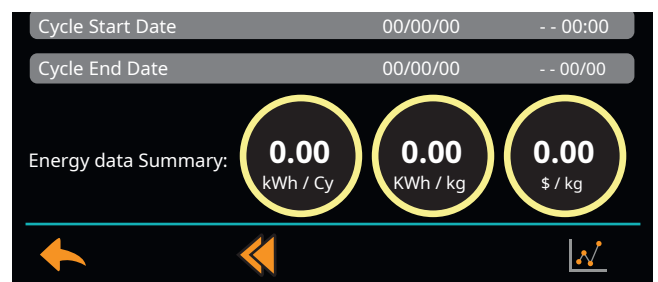 Cycle Start Date 00/00/00 - - 00:00
Cycle End Date 00/00/00 - - 00/00
Energy data Summary:
0.00 kWh / Cy
0.00 KWh / kg
0.00 $ / kg